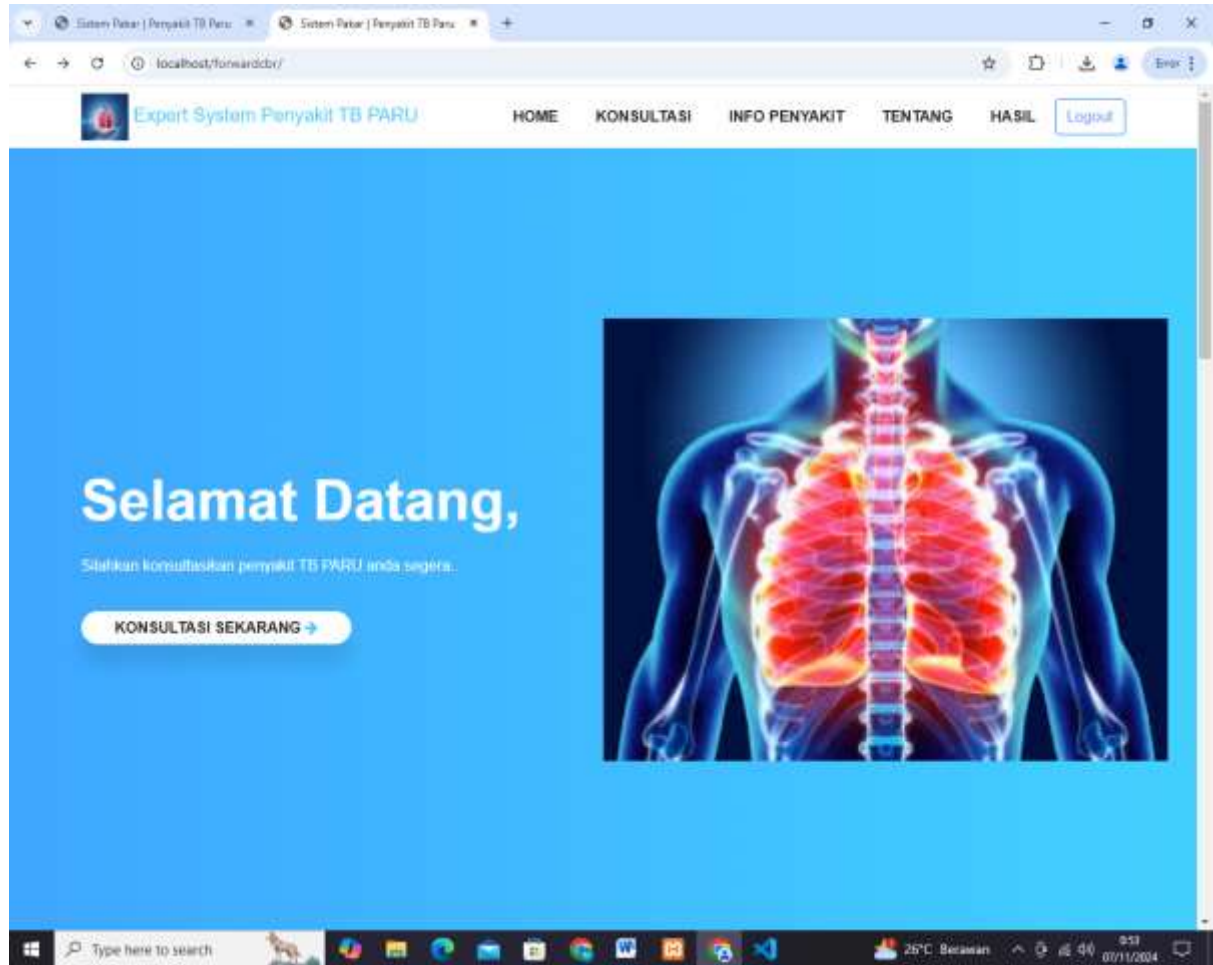 Sistem Pakar | Penyakit TB Paru
Sistem Pakar | Penyakit TB Paru
localhost/forwardcbr/
Error
Expert System Penyakit TB PARU
HOME KONSULTASI INFO PENYAKIT TENTANG HASIL Logout
Selamat Datang,
Silahkan konsultasikan penyakit TB PARU anda segera.
KONSULTASI SEKARANG
Type here to search
26°C Berawan
0:53
07/11/2024